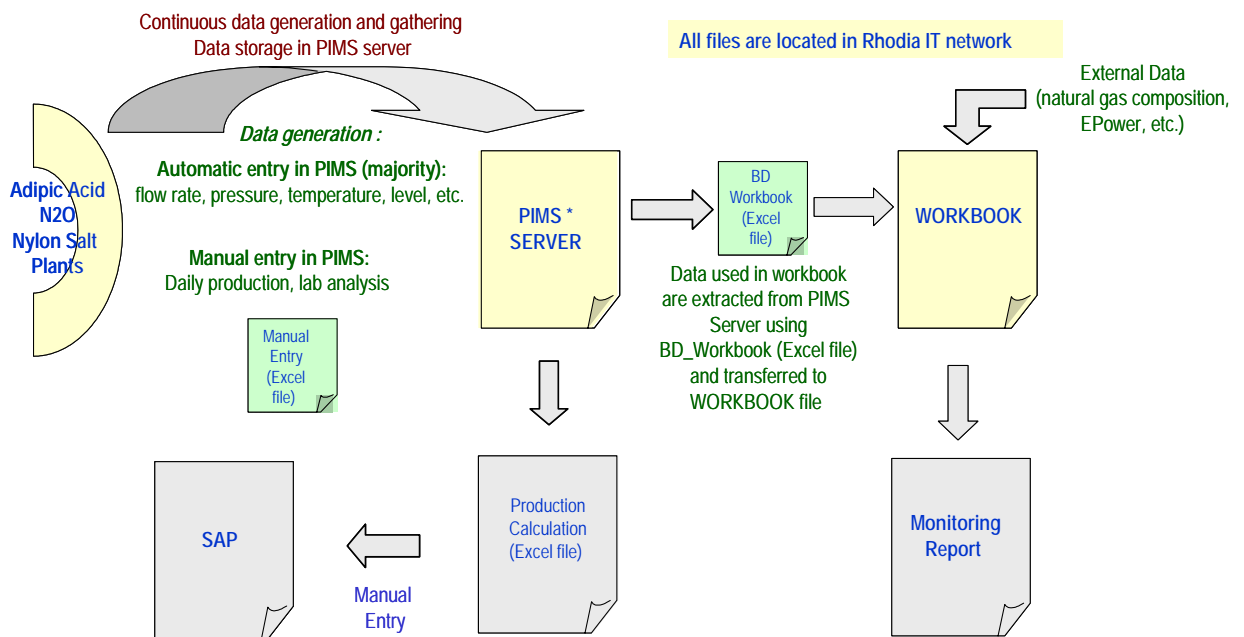 Continuous data generation and gathering
Data storage in PIMS server
All files are located in Rhodia IT network
External Data
(natural gas composition,
EPower, etc.)
Data generation :
Automatic entry in PIMS (majority):
flow rate, pressure, temperature, level, etc.
Adipic Acid
N2O
Nylon Salt
Plants
Manual entry in PIMS:
Daily production, lab analysis
Manual
Entry
(Excel
file)
PIMS *
SERVER
BD
Workbook
(Excel
file)
WORKBOOK
Data used in workbook
are extracted from PIMS
Server using
BD_Workbook (Excel file)
and transferred to
WORKBOOK file
SAP
Manual
Entry
Production
Calculation
(Excel file)
Monitoring
Report